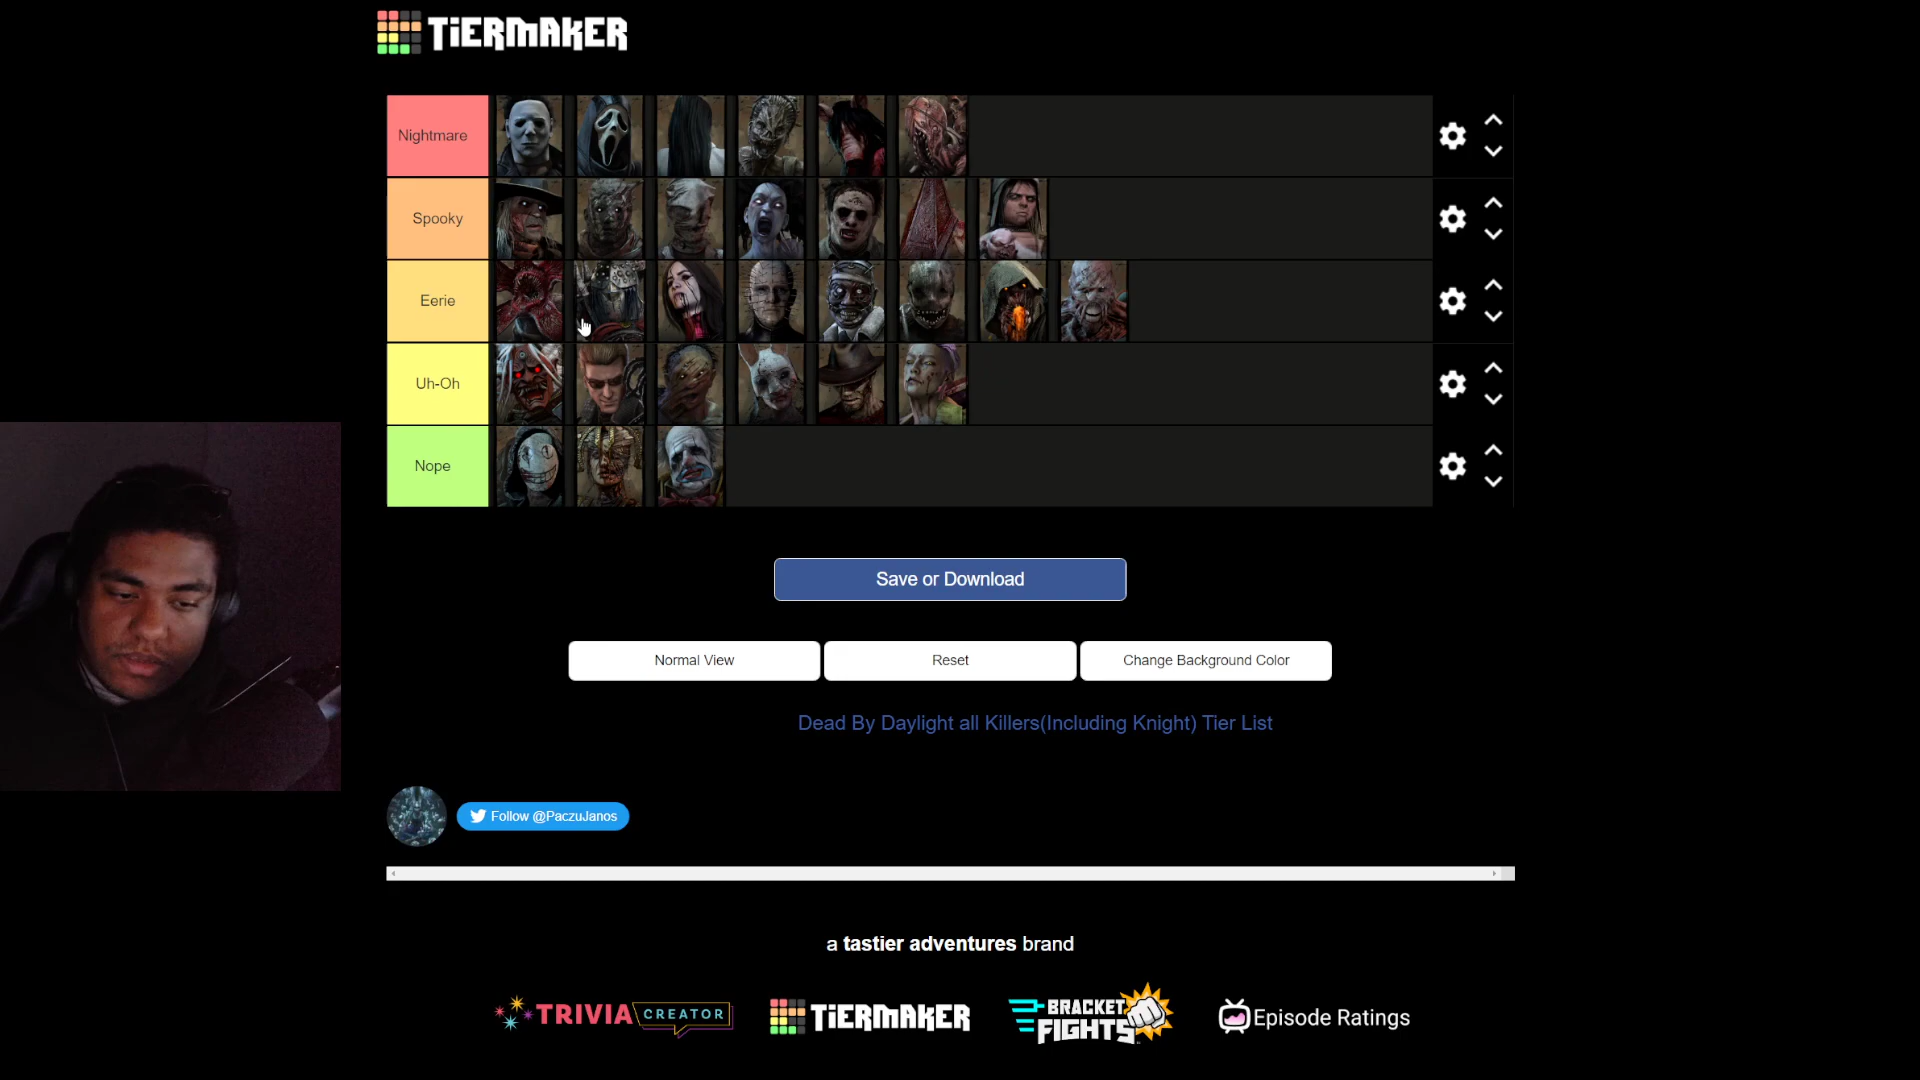 TIERMAKER
Nightmare
Spooky
Eerie
Uh-Oh
Nope
Save or Download
Normal View
Reset
Change Background Color
Dead By Daylight all Killers(Including Knight) Tier List
Follow @PaczuJanos
a tastier adventures brand
TRIVIA CREATOR
TIERMAKER
BRACKET FIGHTS
Episode Ratings